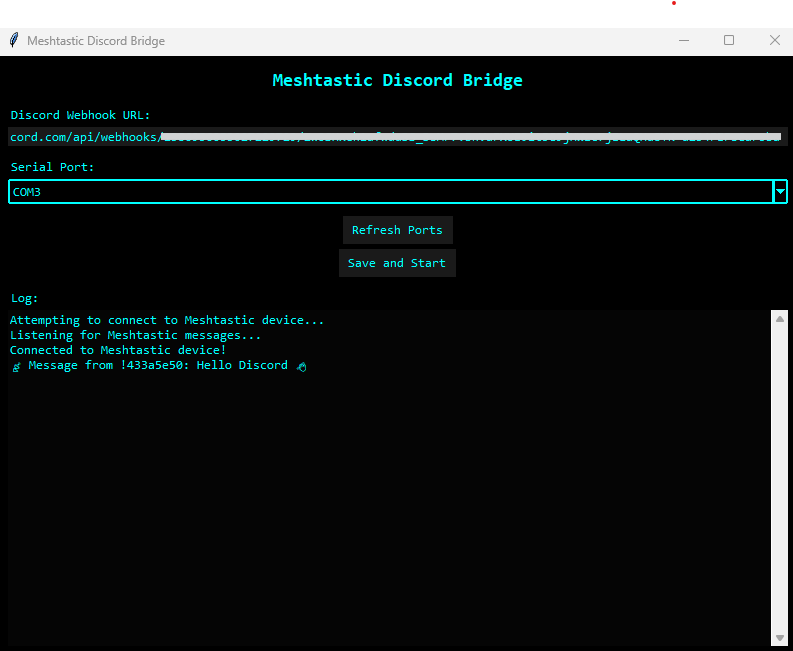 Meshtastic Discord Bridge
Meshtastic Discord Bridge
Discord Webhook URL:
cord.com/api/webhooks/
Serial Port:
COM3
Refresh Ports
Save and Start
Log:
Attempting to connect to Meshtastic device...
Listening for Meshtastic messages...
Connected to Meshtastic device!
Message from !433a5e50: Hello Discord